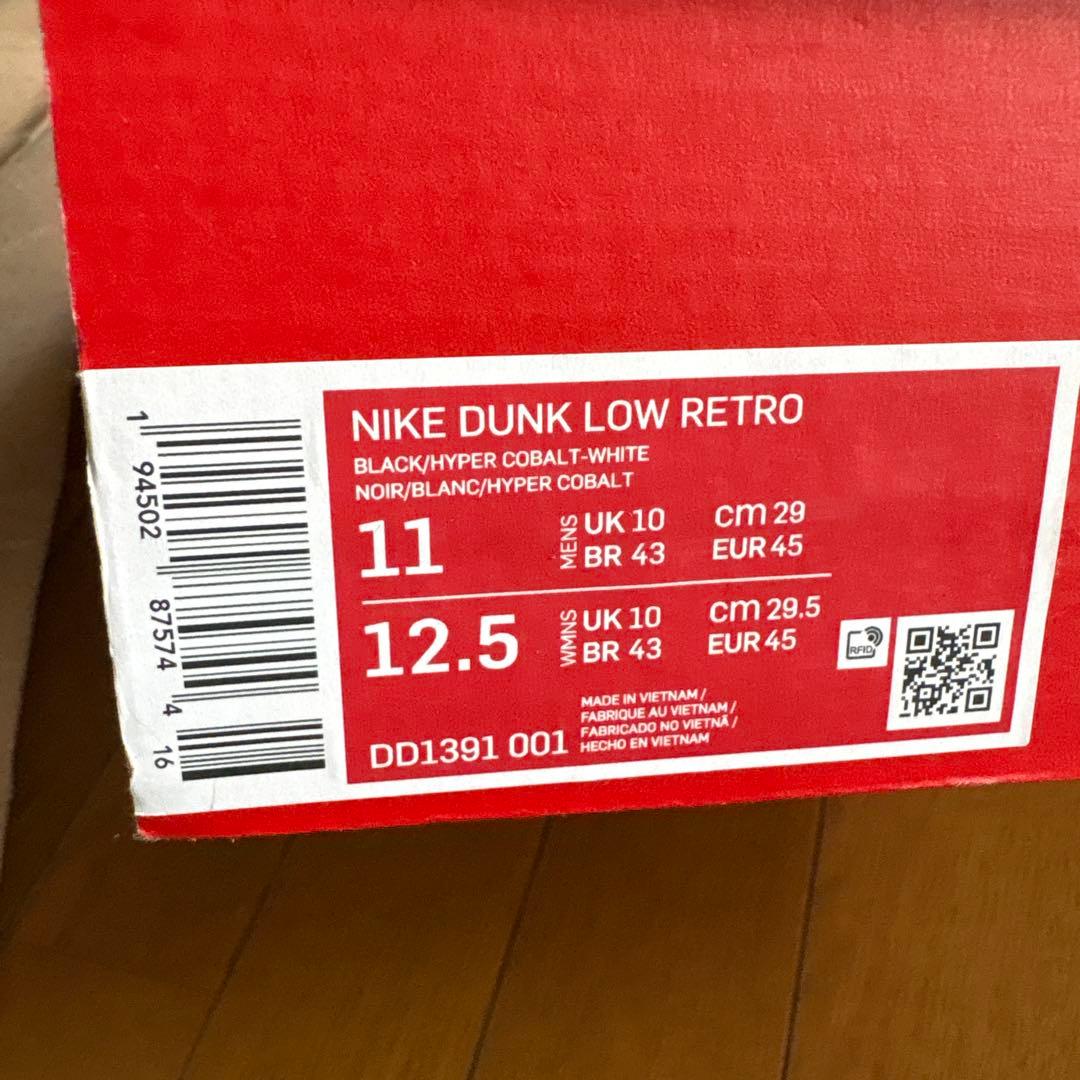 NIKE DUNK LOW RETRO
BLACK/HYPER COBALT-WHITE
NOIR/BLANC/HYPER COBALT
11 MENS UK 10 cm 29
BR 43 EUR 45
12.5 WMNS UK 10 cm 29.5
BR 43 EUR 45
RFID
DD1391 001
MADE IN VIETNAM /
FABRIQUE AU VIETNAM /
FABRICADO NO VIETNÃ /
HECHO EN VIETNAM
1 94502 87574 4 16